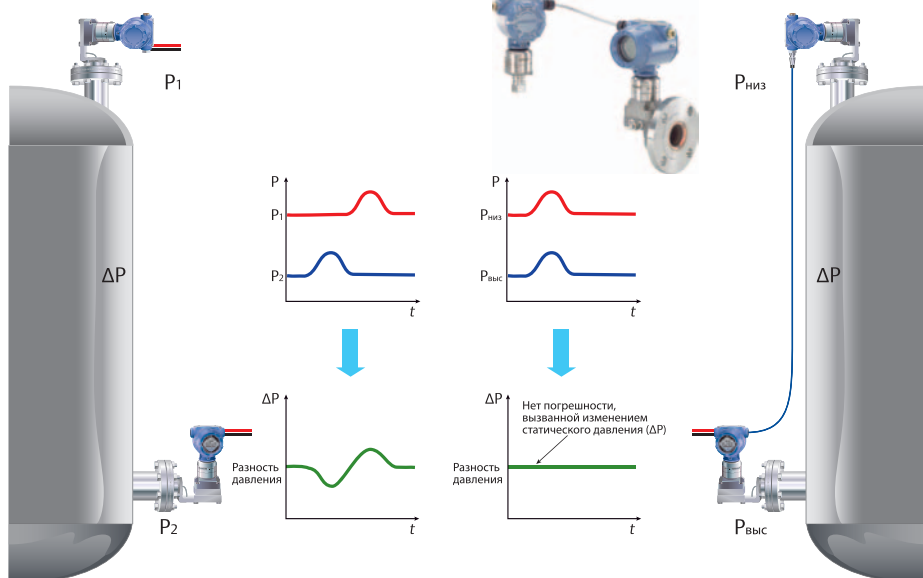 P1
Pниз
P
P1
P2
t
P
Pниз
Pвыс
t
ΔP
ΔP
ΔP
Разность
давления
t
ΔP
Нет погрешности,
вызванной изменением
статического давления (ΔP)
Разность
давления
t
P2
Pвыс